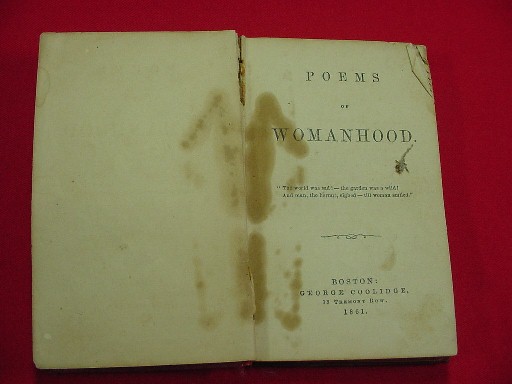 POEMS
OF
WOMANHOOD.
"The world was sad! — the garden was a wild!
And man, the Hermit, sighed — till woman smiled."
BOSTON:
GEORGE COOLIDGE,
13 TREMONT ROW.
1861.